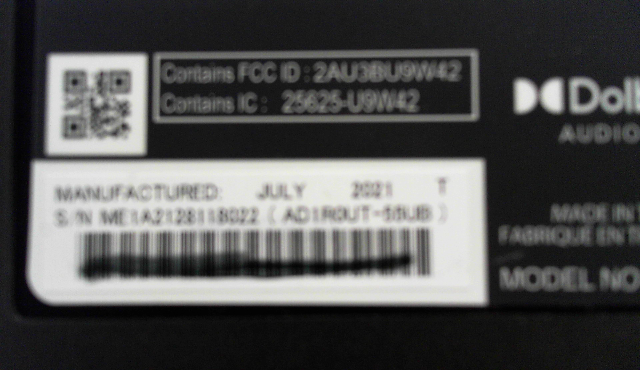 Contains FCC ID : 2AU3BU9W42
Contains IC : 25625-U9W42
Dol
AUDIO
MANUFACTURED: JULY 2021 T
S/N ME1A2128118022 ( AD1R0UT-55UB )
MADE IN
FABRIQUE EN
MODEL NO